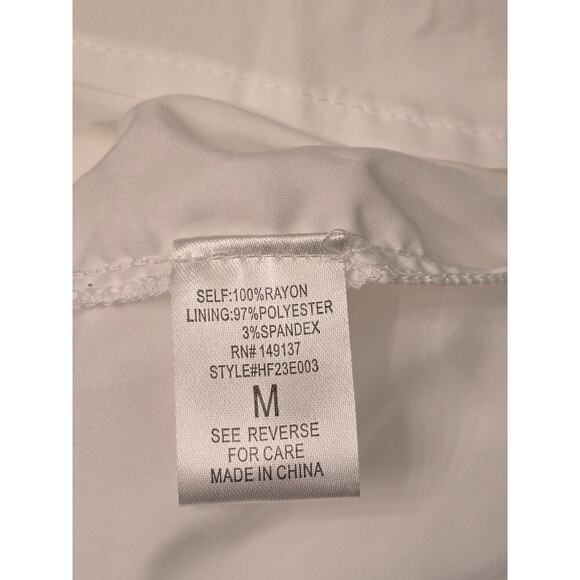 SELF:100%RAYON
LINING:97%POLYESTER
3%SPANDEX
RN# 149137
STYLE#HF23E003
M
SEE REVERSE
FOR CARE
MADE IN CHINA